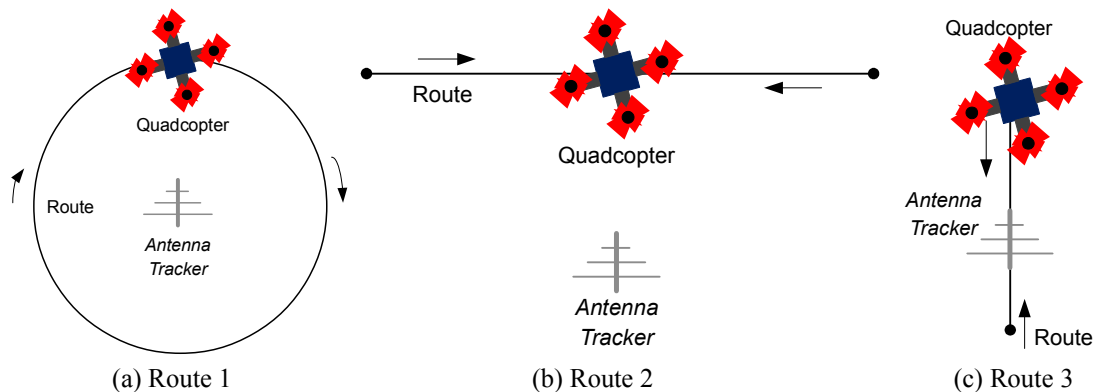 Quadcopter
Route
Antenna
Tracker
(a) Route 1
Route
Quadcopter
Antenna
Tracker
(b) Route 2
Quadcopter
Antenna
Tracker
Route
(c) Route 3